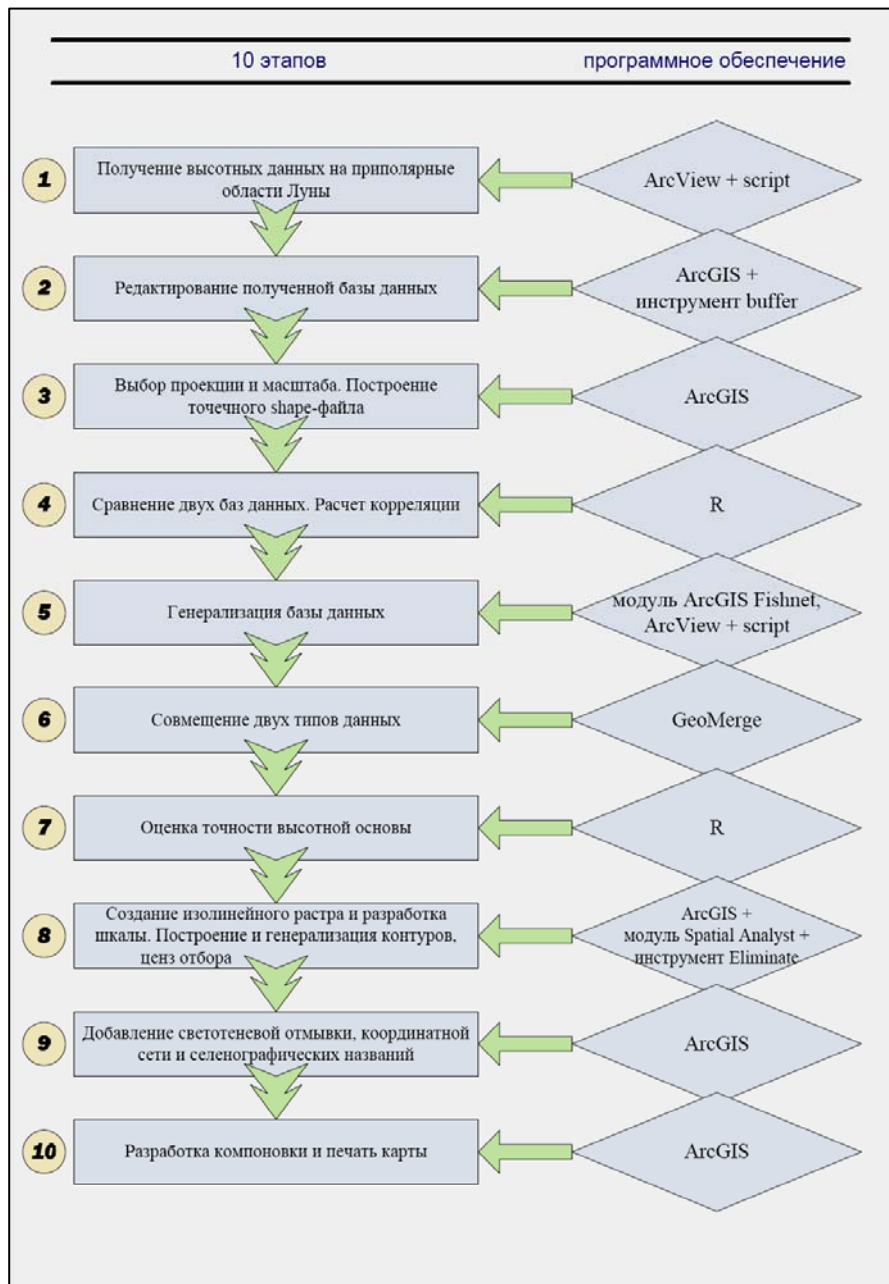 10 этапов
программное обеспечение
1
Получение высотных данных на приполярные
области Луны
ArcView + script
2
Редактирование полученной базы данных
ArcGIS +
инструмент buffer
3
Выбор проекции и масштаба. Построение
точечного shape-файла
ArcGIS
4
Сравнение двух баз данных. Расчет корреляции
R
5
Генерализация базы данных
модуль ArcGIS Fishnet,
ArcView + script
6
Совмещение двух типов данных
GeoMerge
7
Оценка точности высотной основы
R
8
Создание изолинейного растра и разработка
шкалы. Построение и генерализация контуров,
ценз отбора
ArcGIS +
модуль Spatial Analyst +
инструмент Eliminate
9
Добавление светотеневой отмывки, координатной
сети и селенографических названий
ArcGIS
10
Разработка компоновки и печать карты
ArcGIS